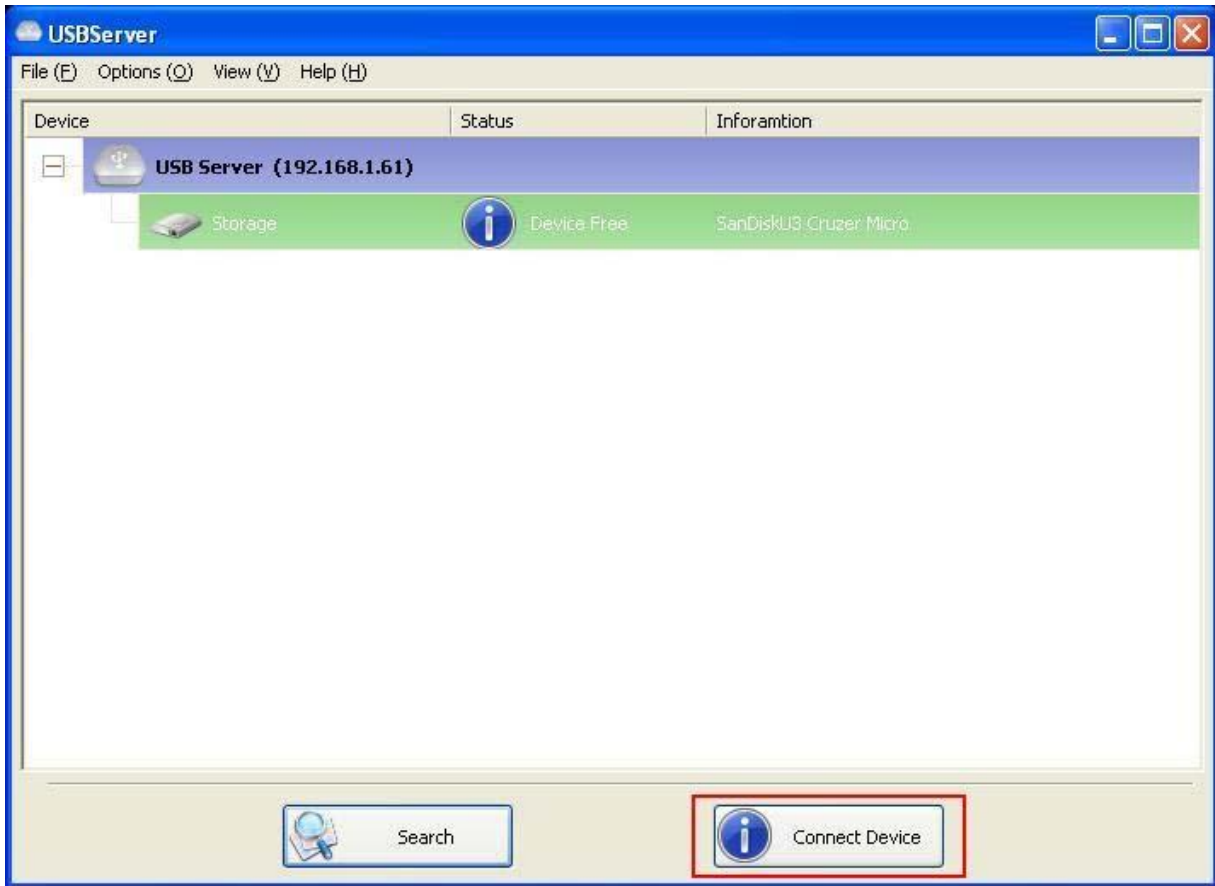 USBServer
File (F) Options (O) View (V) Help (H)
Device Status Inforamtion
USB Server (192.168.1.61)
Storage Device Free SanDiskU3 Cruzer Micro
Search Connect Device